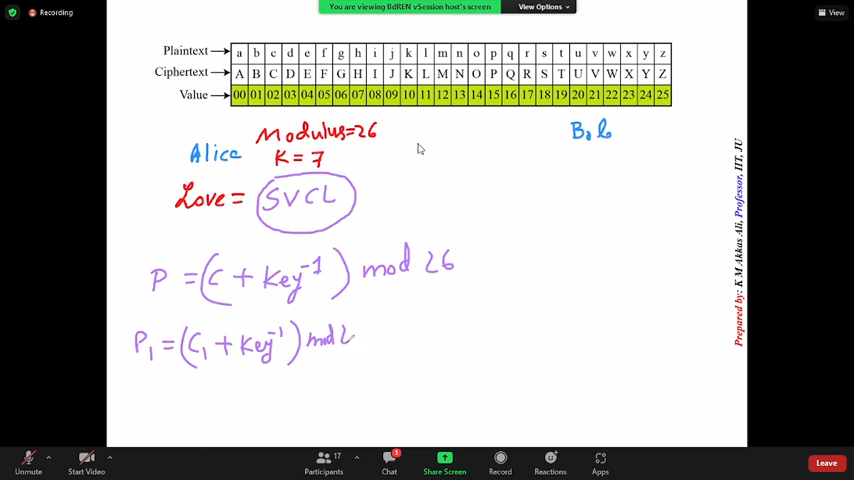 You are viewing BdREN vSession host's screen
View Options
Recording
View
Plaintext a b c d e f g h i j k l m n o p q r s t u v w x y z
Ciphertext A B C D E F G H I J K L M N O P Q R S T U V W X Y Z
Value 00 01 02 03 04 05 06 07 08 09 10 11 12 13 14 15 16 17 18 19 20 21 22 23 24 25
Modulus=26
Bob
Alice
K = 7
Love = SVCL
P = (C + Key⁻¹) mod 26
P₁ = (C₁ + Key⁻¹) mod 2
Prepared by: K M Akkas Ali, Professor, IIT, JU
Unmute
Start Video
17
Participants
1
Chat
Share Screen
Record
Reactions
Apps
Leave